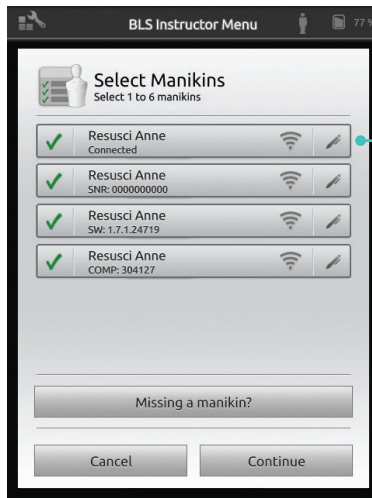 BLS Instructor Menu
77 %
Select Manikins
Select 1 to 6 manikins
Resusci Anne
Connected
Resusci Anne
SNR: 0000000000
Resusci Anne
SW: 1.7.1.24719
Resusci Anne
COMP: 304127
Missing a manikin?
Cancel
Continue